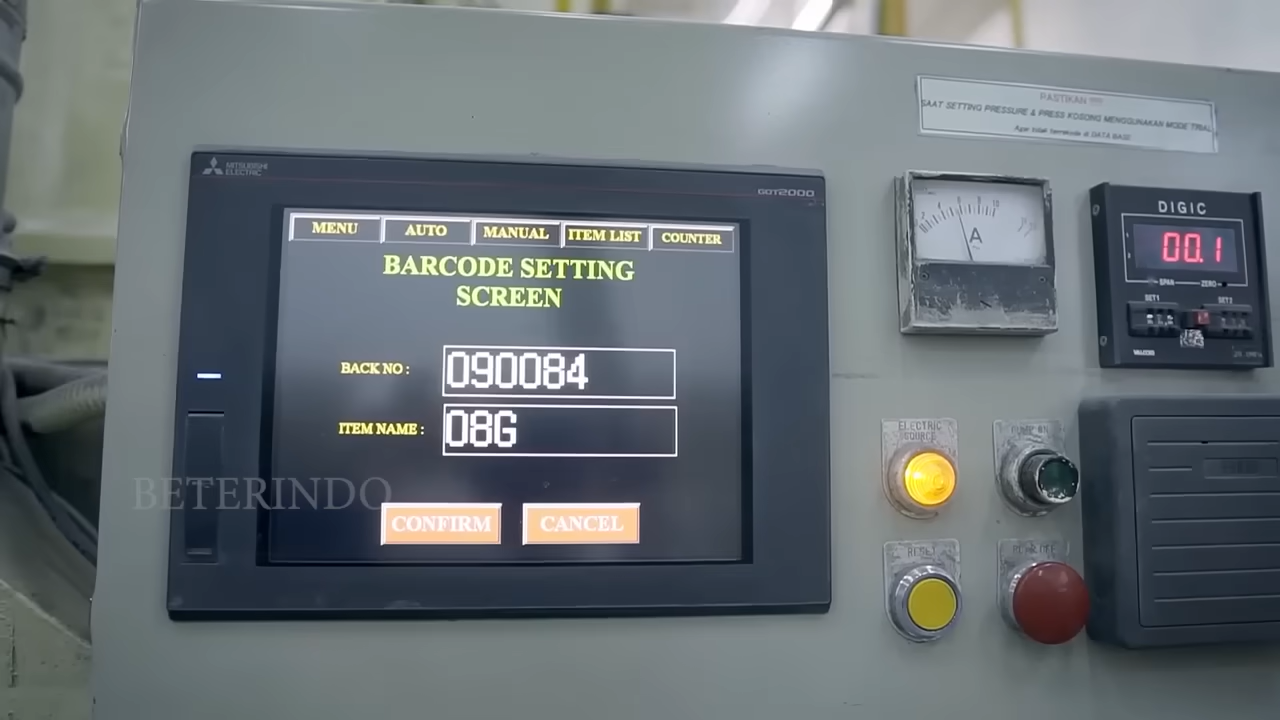 PASTIKAN !!!!
SAAT SETTING PRESSURE & PRESS KOSONG MENGGUNAKAN MODE TRIAL
Agar tidak terrekode di DATA BASE
MITSUBISHI
ELECTRIC
GOT2000
MENU AUTO MANUAL ITEM LIST COUNTER
BARCODE SETTING
SCREEN
BACK NO : 090084
ITEM NAME : 08G
CONFIRM CANCEL
BETERINDO
A
DIGIC
00.1
SPAN ZERO
SET1 SET2
VALCOM
ELECTRIC
SOURCE
PUMP ON
RESET